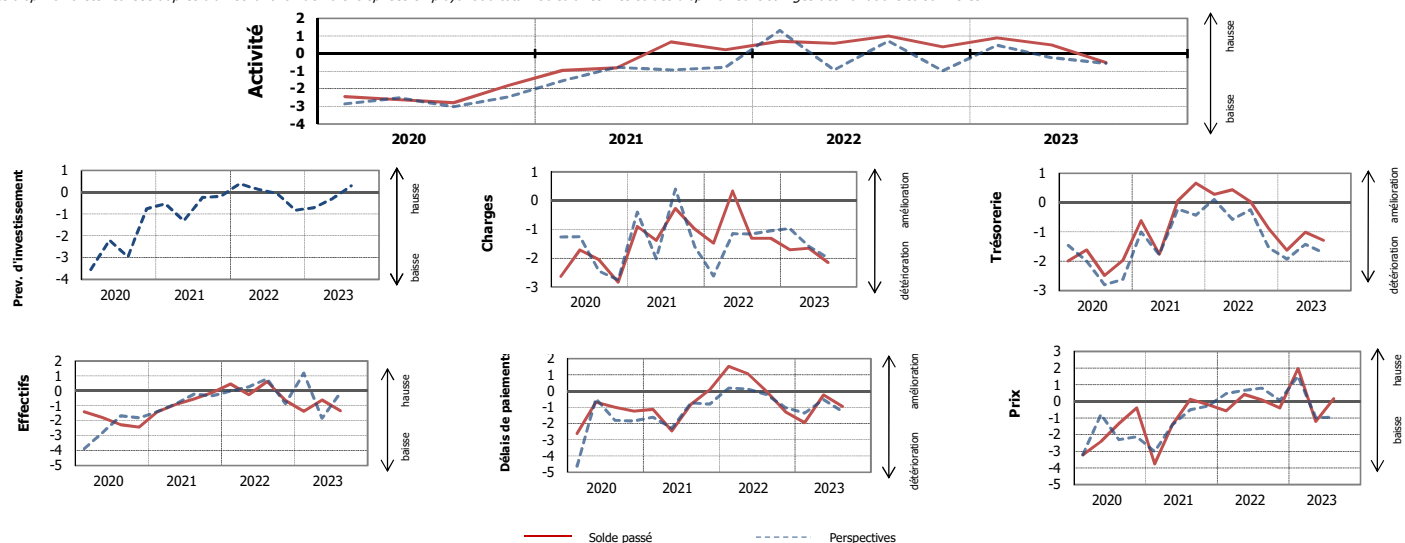 Activité
2
1
0
-1
-2
-3
-4
2020 2021 2022 2023
hausse
baisse
Prev. d'investissement
1
0
-1
-2
-3
-4
2020 2021 2022 2023
hausse
baisse
Charges
1
0
-1
-2
-3
2020 2021 2022 2023
amélioration
détérioration
Trésorerie
1
0
-1
-2
-3
2020 2021 2022 2023
amélioration
détérioration
Effectifs
2
1
0
-1
-2
-3
-4
-5
2020 2021 2022 2023
hausse
baisse
Délais de paiement
2
1
0
-1
-2
-3
-4
-5
2020 2021 2022 2023
amélioration
détérioration
Prix
3
2
1
0
-1
-2
-3
-4
-5
2020 2021 2022 2023
hausse
baisse
Solde passé Perspectives